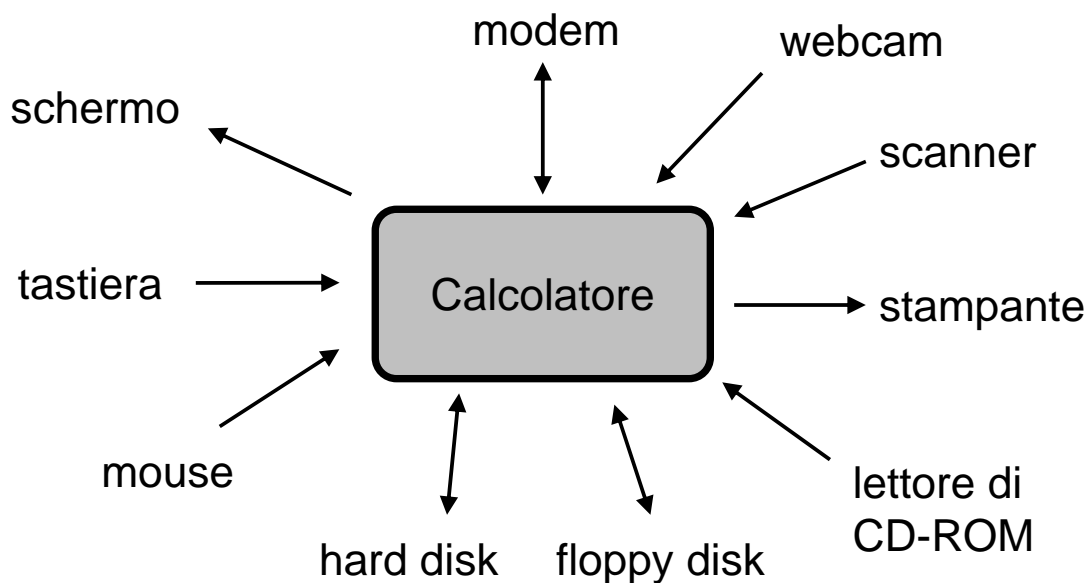 modem
webcam
schermo
scanner
tastiera
Calcolatore
stampante
mouse
lettore di
CD-ROM
hard disk
floppy disk